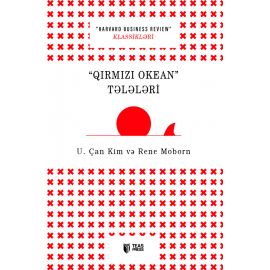 "HARVARD BUSINESS REVIEW"
KLASSİKLƏRİ
"QIRMIZI OKEAN"
TƏLƏLƏRİ
U. Çan Kim və Rene Moborn
TEAS
PRESS